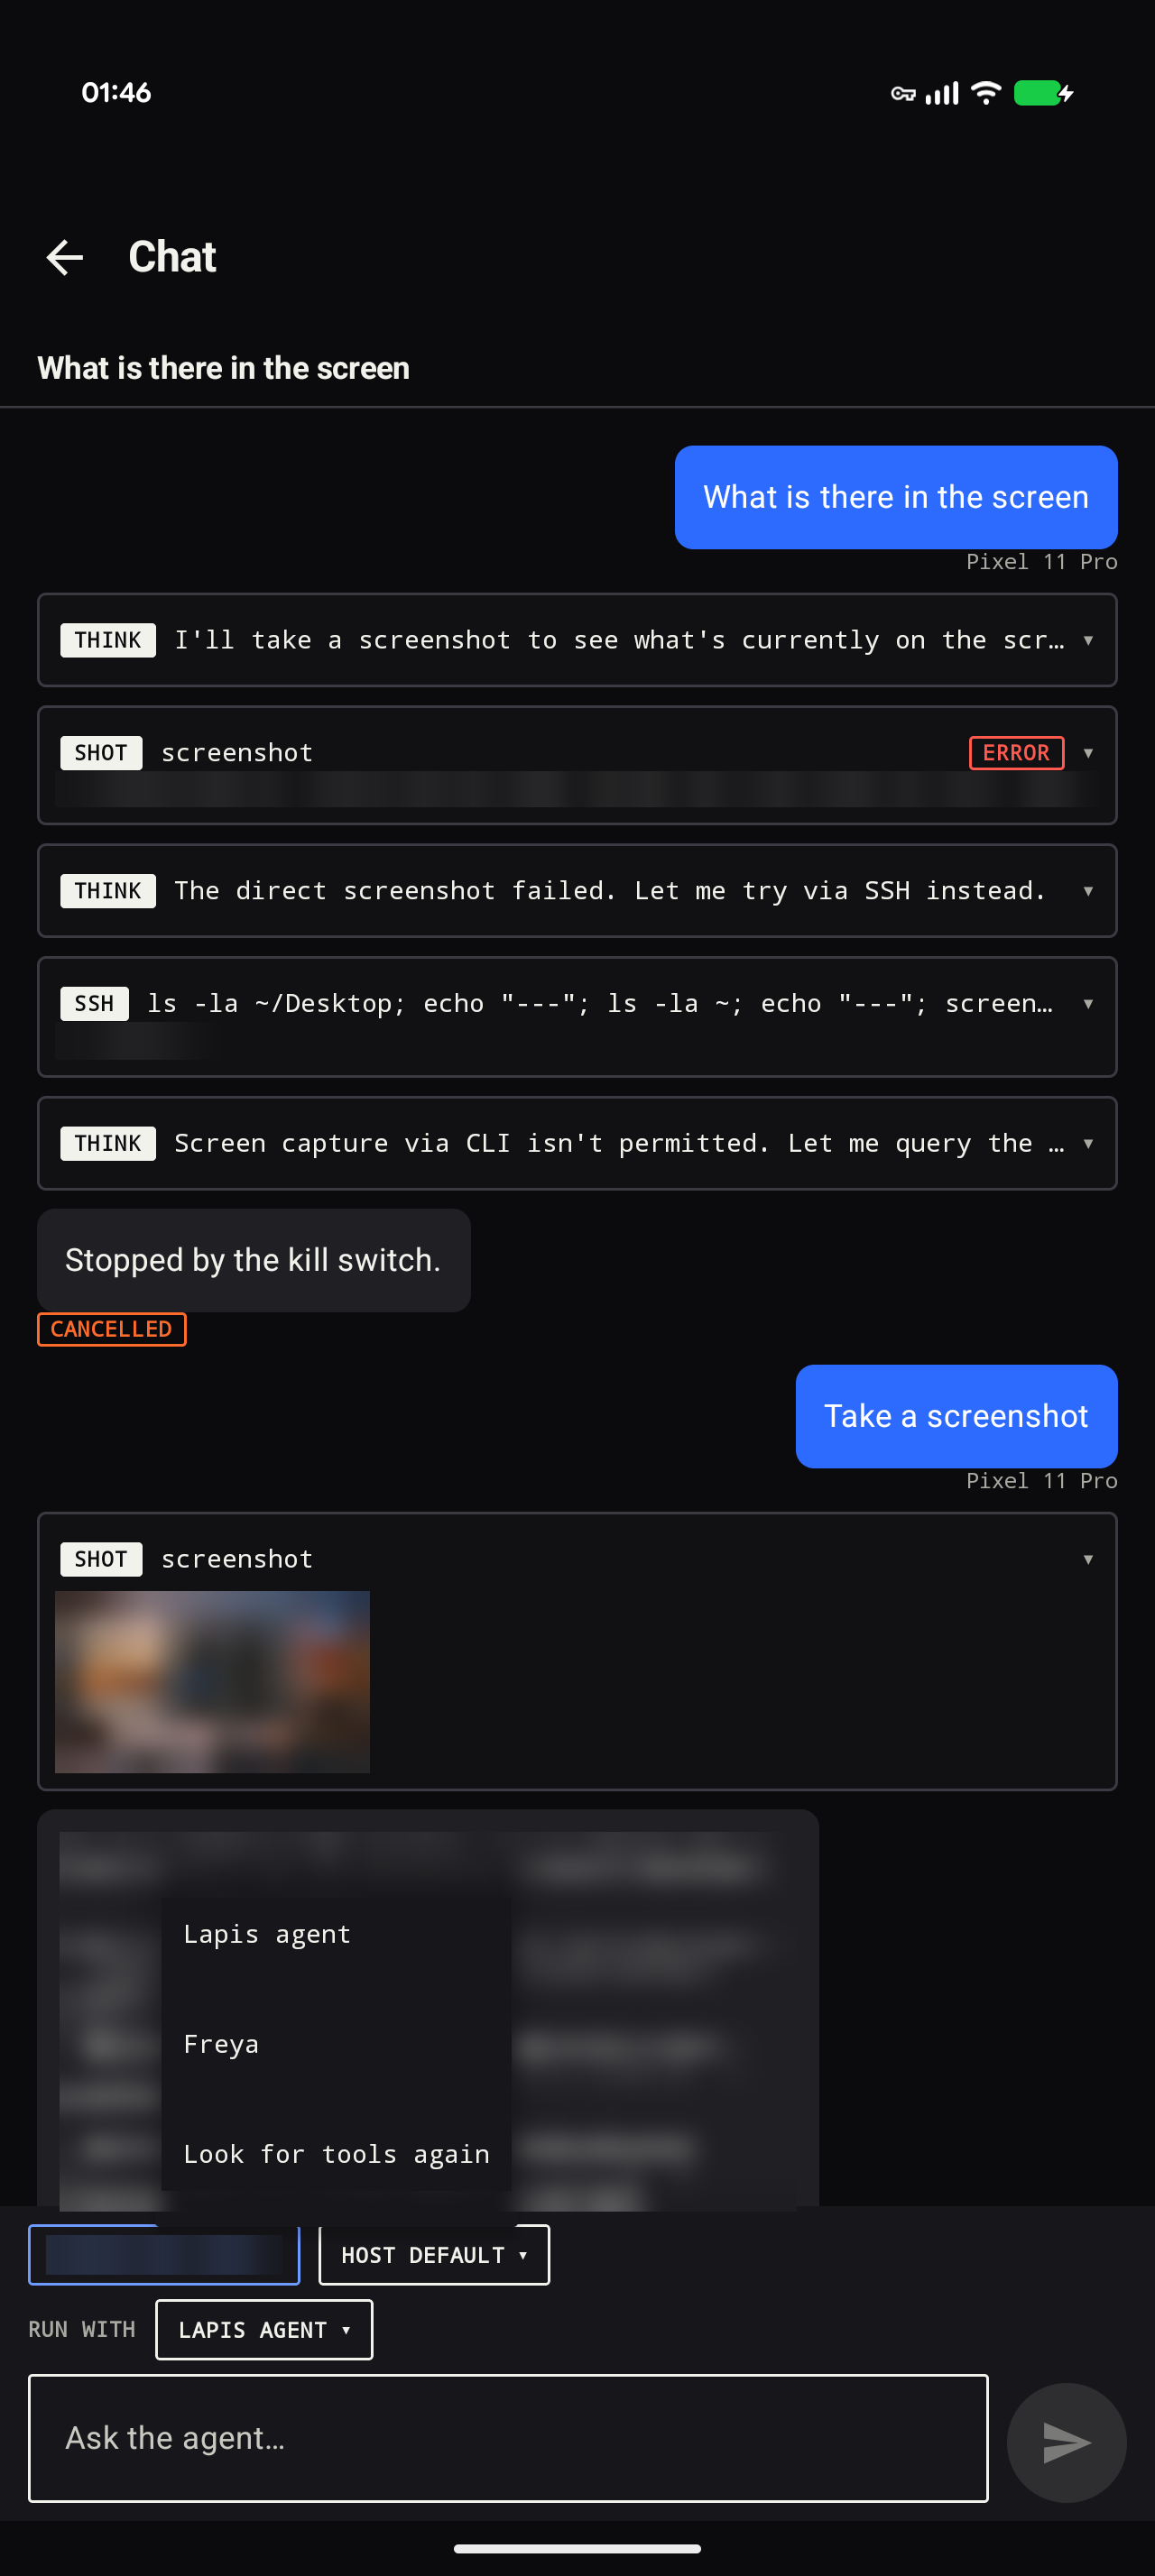 01:46
Chat
What is there in the screen
What is there in the screen
Pixel 11 Pro
THINK I'll take a screenshot to see what's currently on the scr… ▾
SHOT screenshot ERROR ▾
THINK The direct screenshot failed. Let me try via SSH instead. ▾
SSH ls -la ~/Desktop; echo "---"; ls -la ~; echo "---"; screen… ▾
THINK Screen capture via CLI isn't permitted. Let me query the … ▾
Stopped by the kill switch.
CANCELLED
Take a screenshot
Pixel 11 Pro
SHOT screenshot ▾
Lapis agent
Freya
Look for tools again
HOST DEFAULT ▾
RUN WITH LAPIS AGENT ▾
Ask the agent…